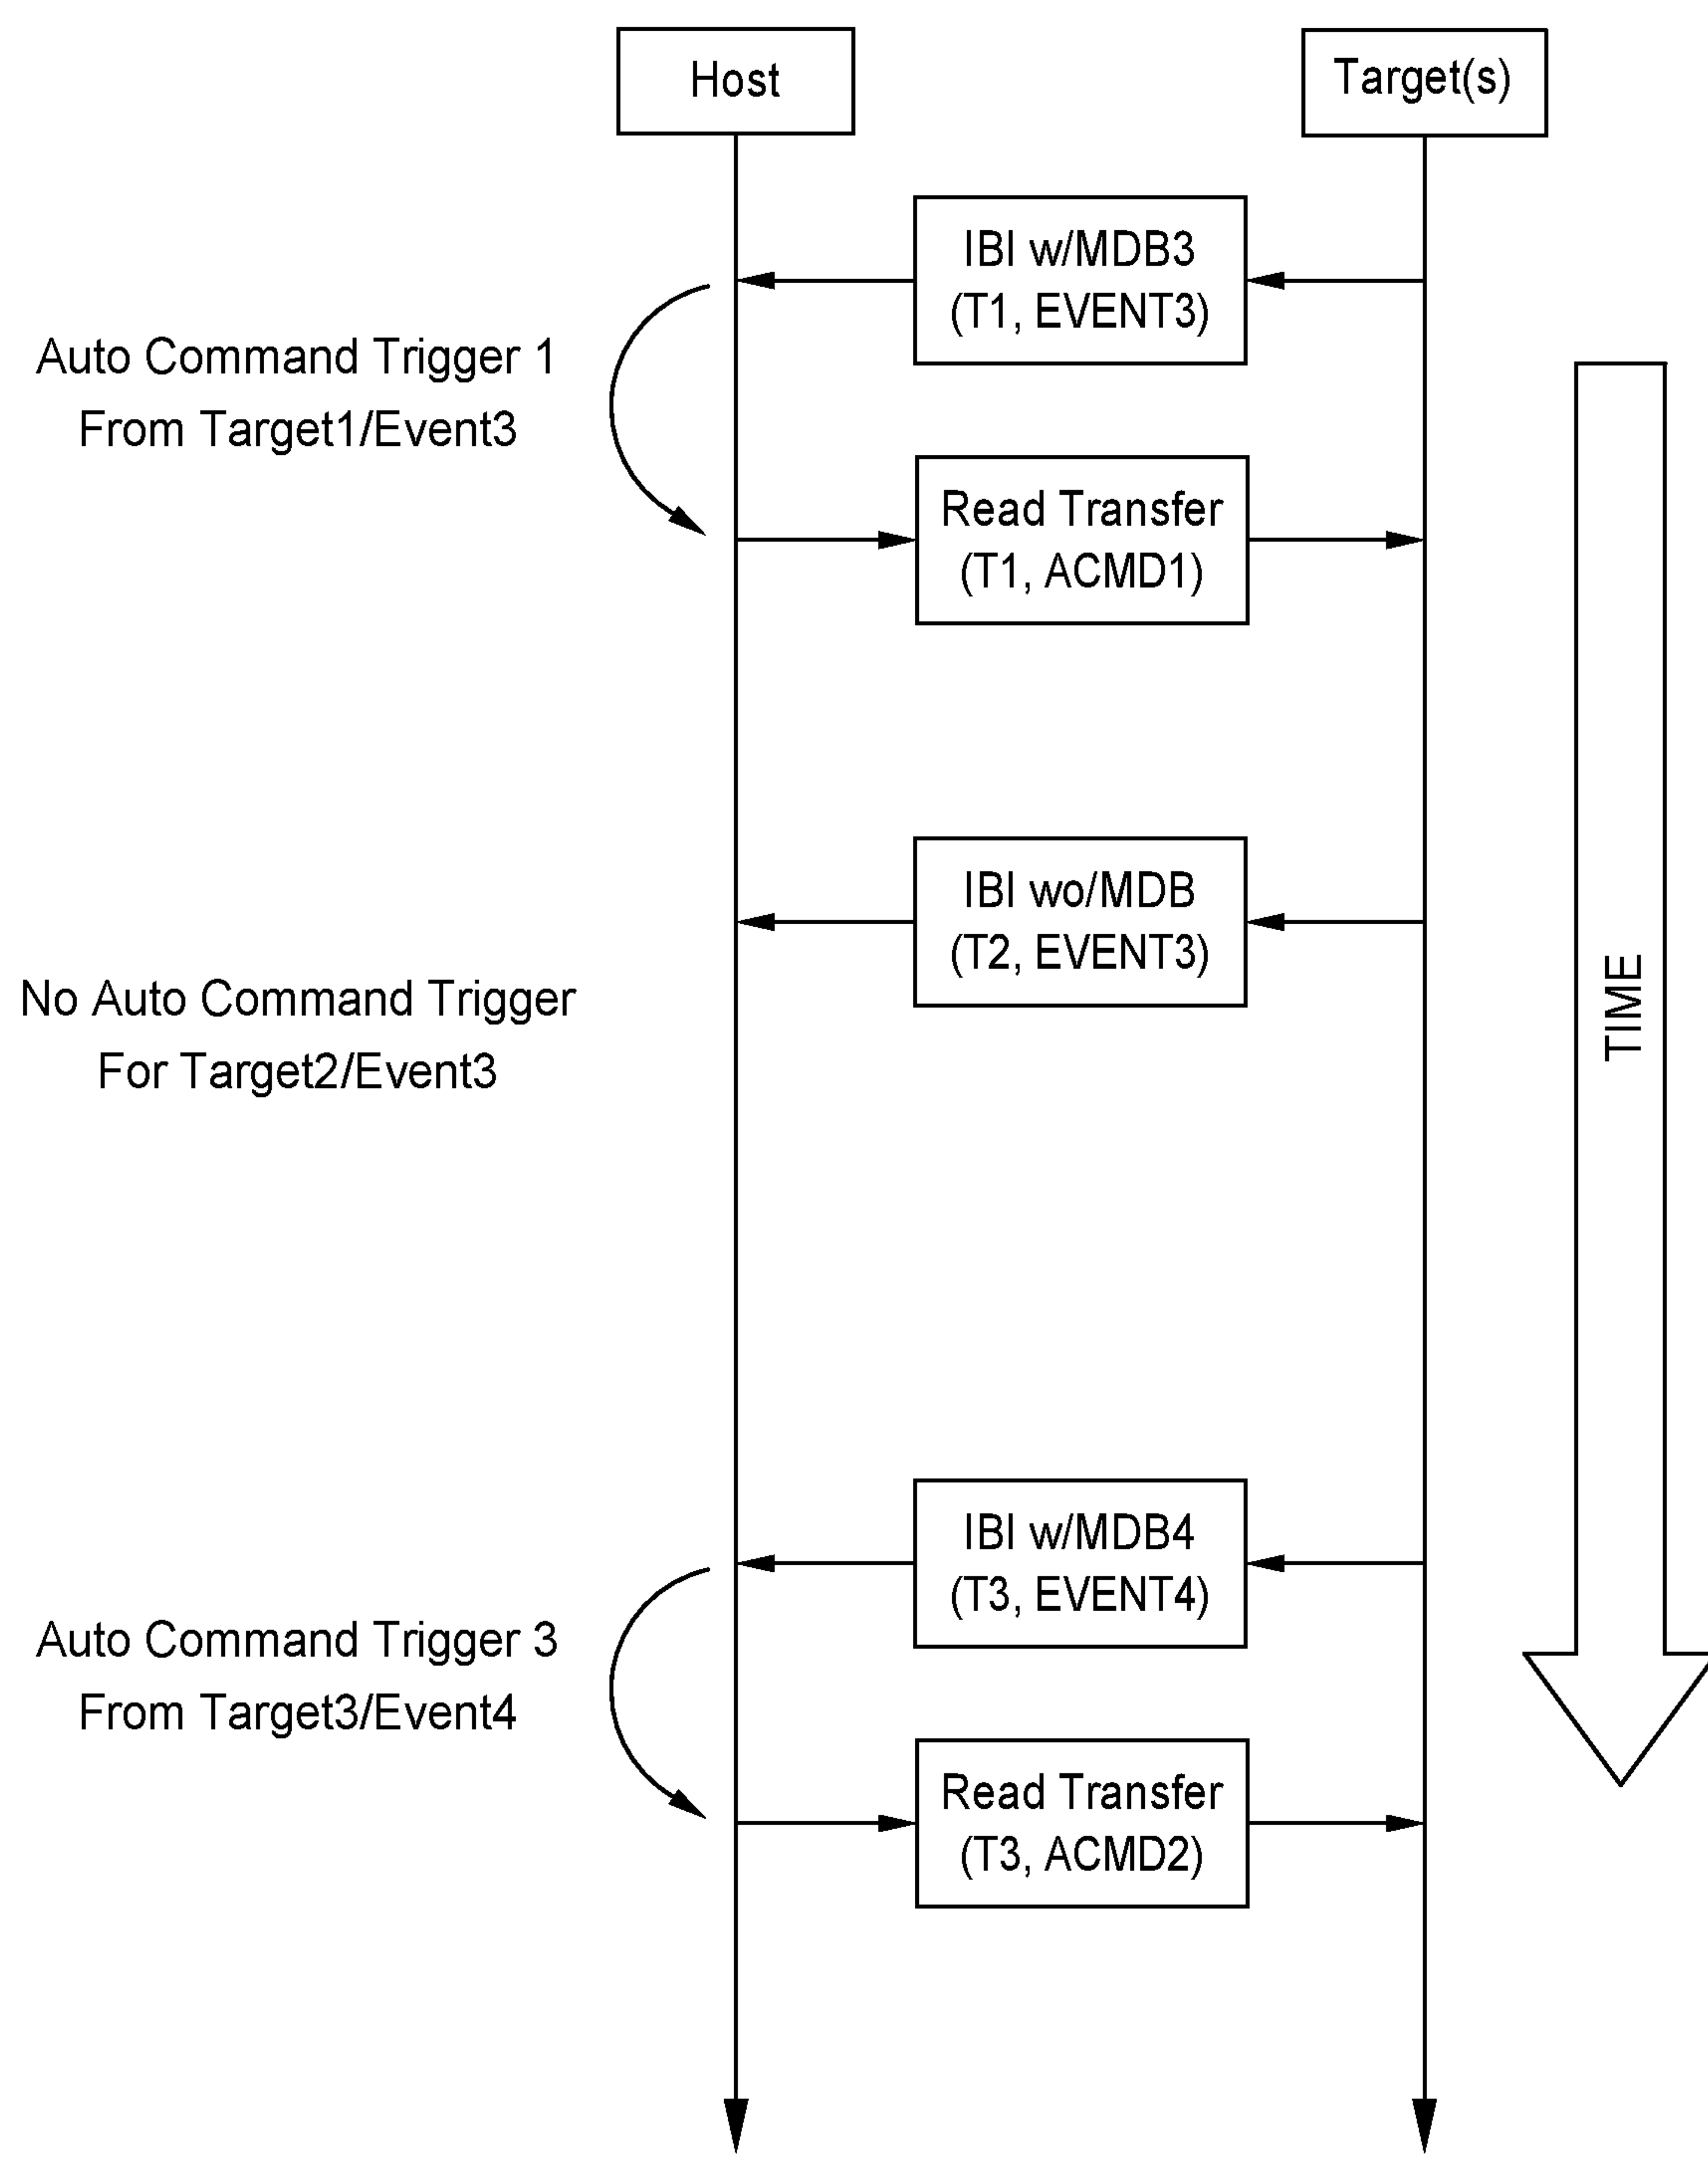 Host
Target(s)
IBI w/MDB3
(T1, EVENT3)
Auto Command Trigger 1
From Target1/Event3
Read Transfer
(T1, ACMD1)
IBI wo/MDB
(T2, EVENT3)
No Auto Command Trigger
For Target2/Event3
TIME
IBI w/MDB4
(T3, EVENT4)
Auto Command Trigger 3
From Target3/Event4
Read Transfer
(T3, ACMD2)